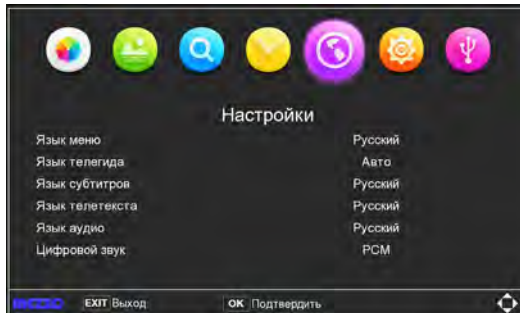 Настройки
Язык меню Русский
Язык телегида Авто
Язык субтитров Русский
Язык телетекста Русский
Язык аудио Русский
Цифровой звук PCM
EXIT Выход OK Подтвердить